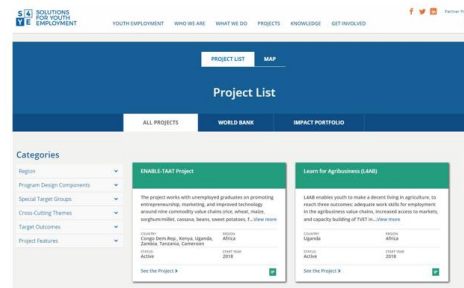 S4YE SOLUTIONS FOR YOUTH EMPLOYMENT
Partner
YOUTH EMPLOYMENT WHO WE ARE WHAT WE DO PROJECTS KNOWLEDGE GET INVOLVED
PROJECT LIST MAP
Project List
ALL PROJECTS WORLD BANK IMPACT PORTFOLIO
Categories
Region
Program Design Components
Special Target Groups
Cross-Cutting Themes
Target Outcomes
Project Features
ENABLE-TAAT Project
The project works with unemployed graduates on promoting
entrepreneurship, marketing, and improved technology
around nine commodity value chains (rice, wheat, maize,
sorghum/millet, cassava, beans, sweet potatoes, f...View more
COUNTRY REGION
Congo Dem Rep., Kenya, Uganda, Africa
Zambia, Tanzania, Cameroon
STATUS START YEAR
Active 2018
See the Project >
Learn for Agribusiness (L4AB)
L4AB enables youth to make a decent living in agriculture, to
reach three outcomes: adequate work skills for employment
in the agribusiness value chains, increased access to markets,
and capacity building of TVET in...View more
COUNTRY REGION
Uganda Africa
STATUS START YEAR
Active 2018
See the Project >